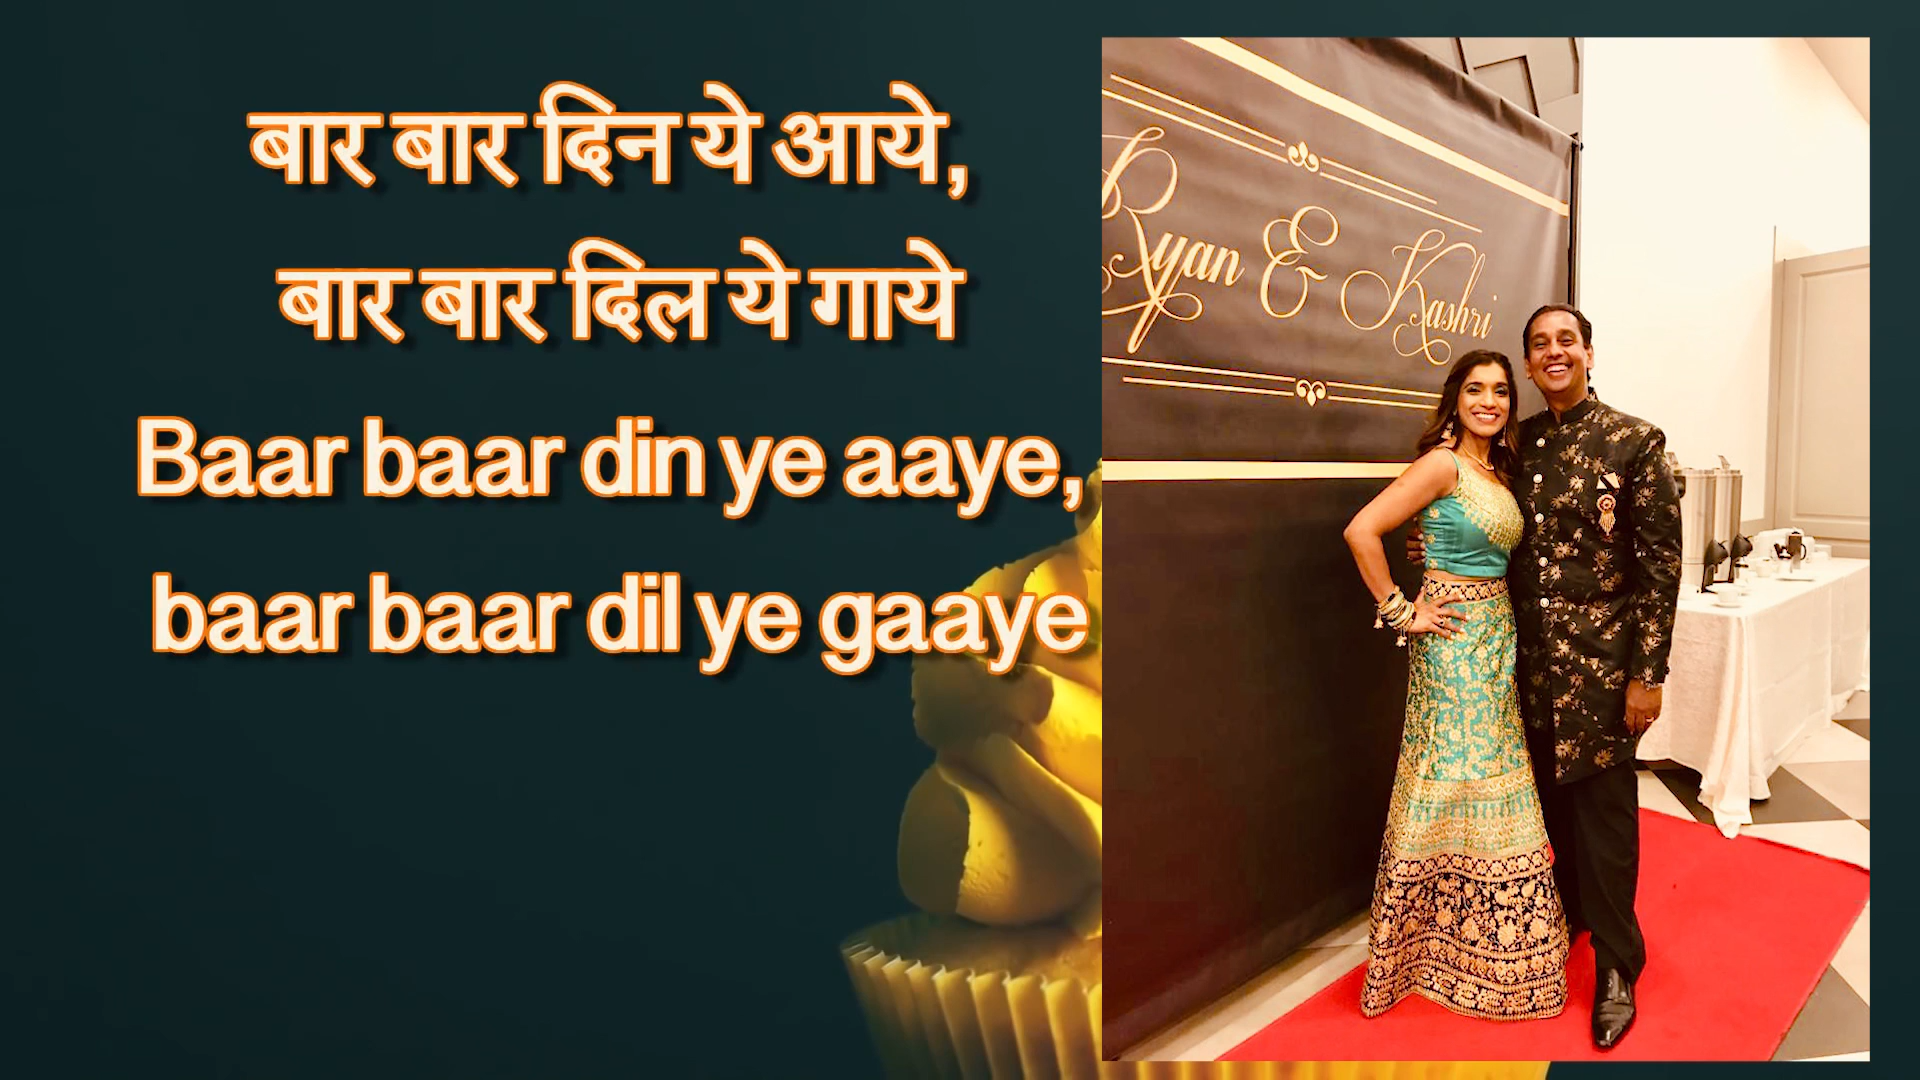 बार बार दिन ये आये,
बार बार दिल ये गाये
Baar baar din ye aaye,
baar baar dil ye gaaye
Ryan & Kashri